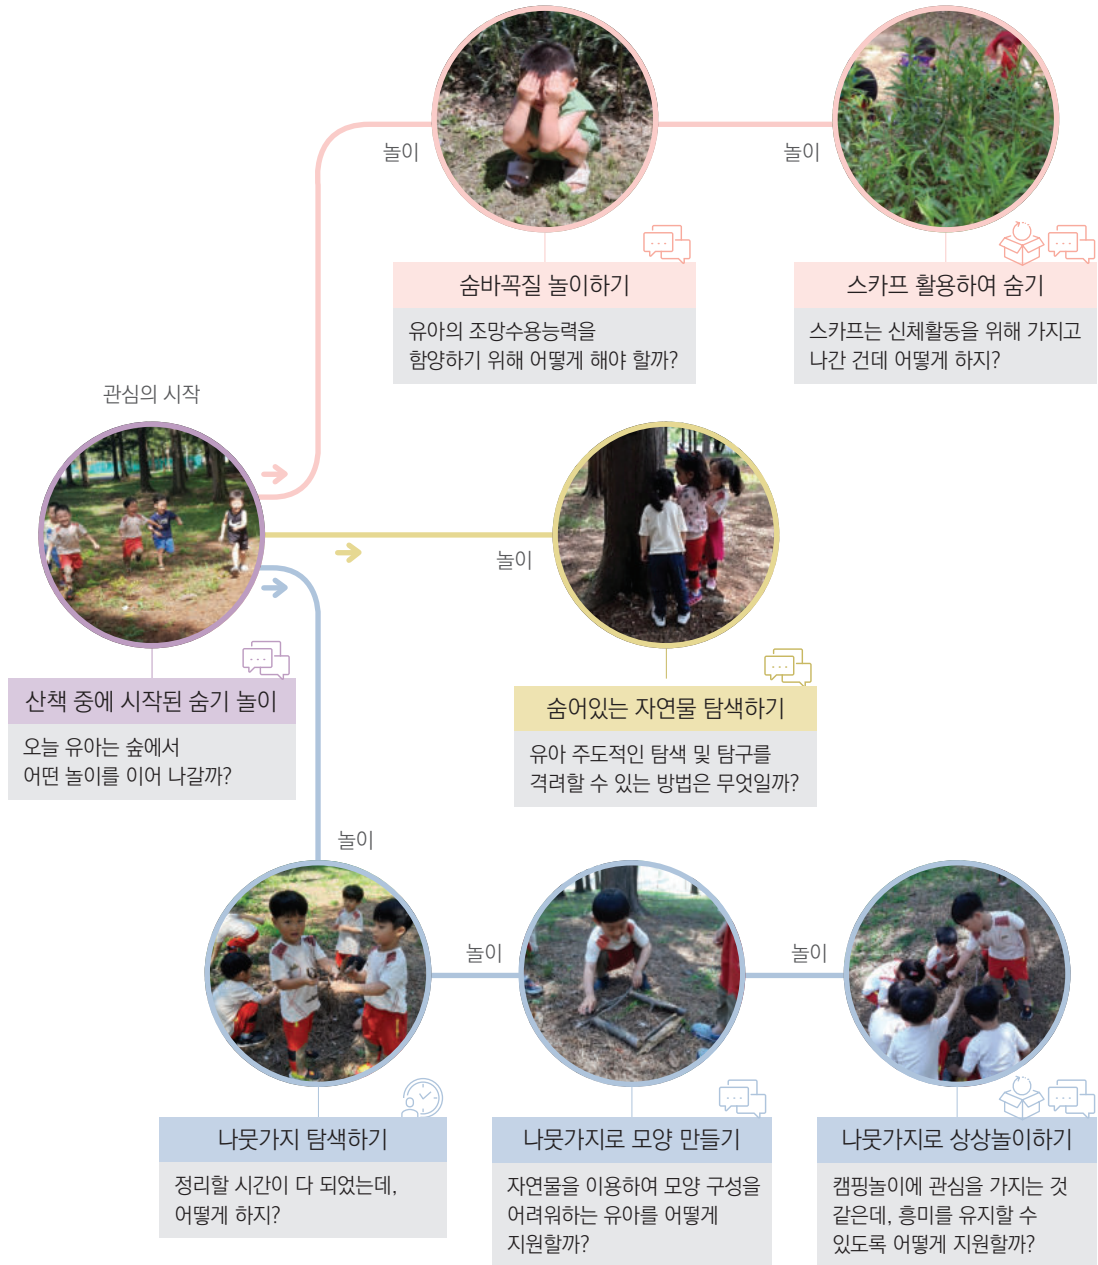 놀이
놀이
숨바꼭질 놀이하기
유아의 조망수용능력을
함양하기 위해 어떻게 해야 할까?
스카프 활용하여 숨기
스카프는 신체활동을 위해 가지고
나간 건데 어떻게 하지?
관심의 시작
놀이
산책 중에 시작된 숨기 놀이
오늘 유아는 숲에서
어떤 놀이를 이어 나갈까?
숨어있는 자연물 탐색하기
유아 주도적인 탐색 및 탐구를
격려할 수 있는 방법은 무엇일까?
놀이
놀이
놀이
나뭇가지 탐색하기
정리할 시간이 다 되었는데,
어떻게 하지?
나뭇가지로 모양 만들기
자연물을 이용하여 모양 구성을
어려워하는 유아를 어떻게
지원할까?
나뭇가지로 상상놀이하기
캠핑놀이에 관심을 가지는 것
같은데, 흥미를 유지할 수
있도록 어떻게 지원할까?